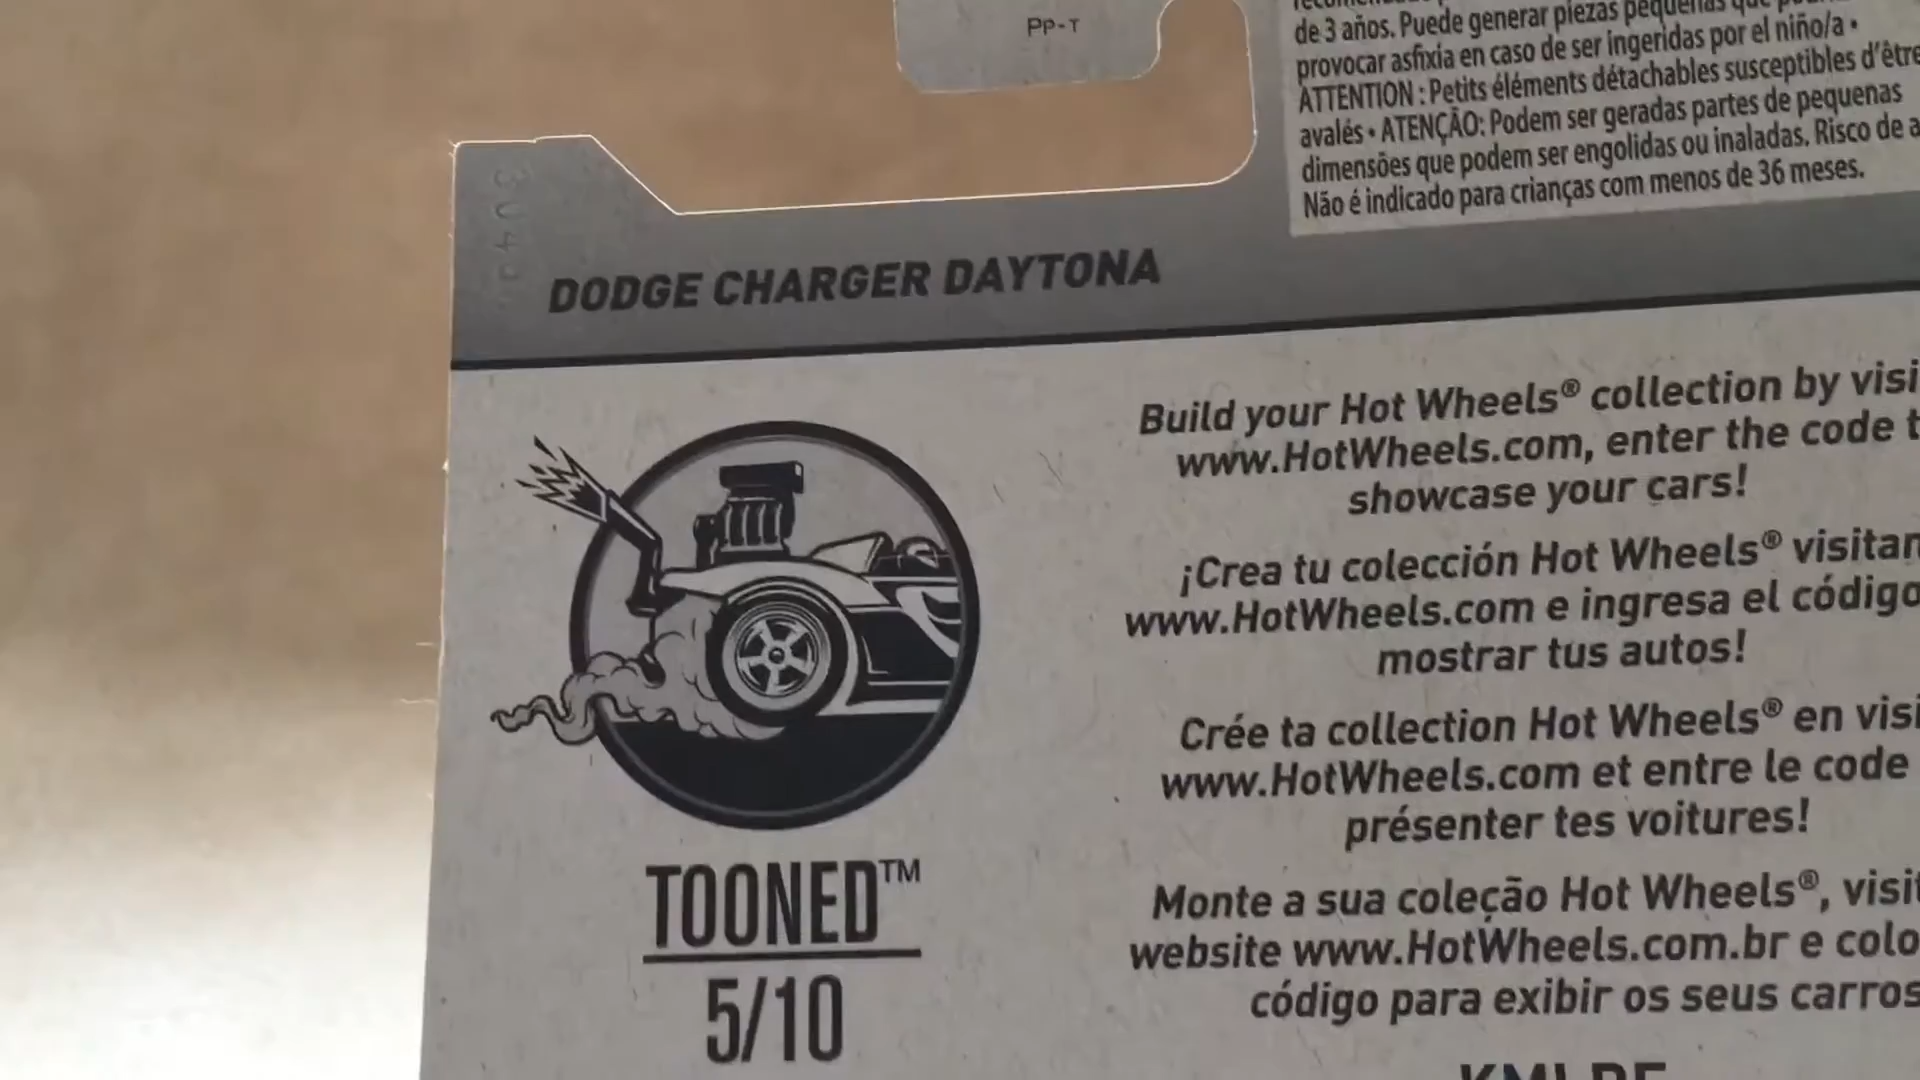 PP-T
de 3 años. Puede generar piezas pequeñas que
provocar asfixia en caso de ser ingeridas por el niño/a •
ATTENTION : Petits éléments détachables susceptibles d'être
avalés • ATENÇÃO: Podem ser geradas partes de pequenas
dimensões que podem ser engolidas ou inaladas. Risco de a
Não é indicado para crianças com menos de 36 meses.
DODGE CHARGER DAYTONA
Build your Hot Wheels® collection by visi
www.HotWheels.com, enter the code t
showcase your cars!
¡Crea tu colección Hot Wheels® visitan
www.HotWheels.com e ingresa el código
mostrar tus autos!
Crée ta collection Hot Wheels® en visi
www.HotWheels.com et entre le code
présenter tes voitures!
Monte a sua coleção Hot Wheels®, visit
website www.HotWheels.com.br e colo
código para exibir os seus carros
TOONED™
5/10